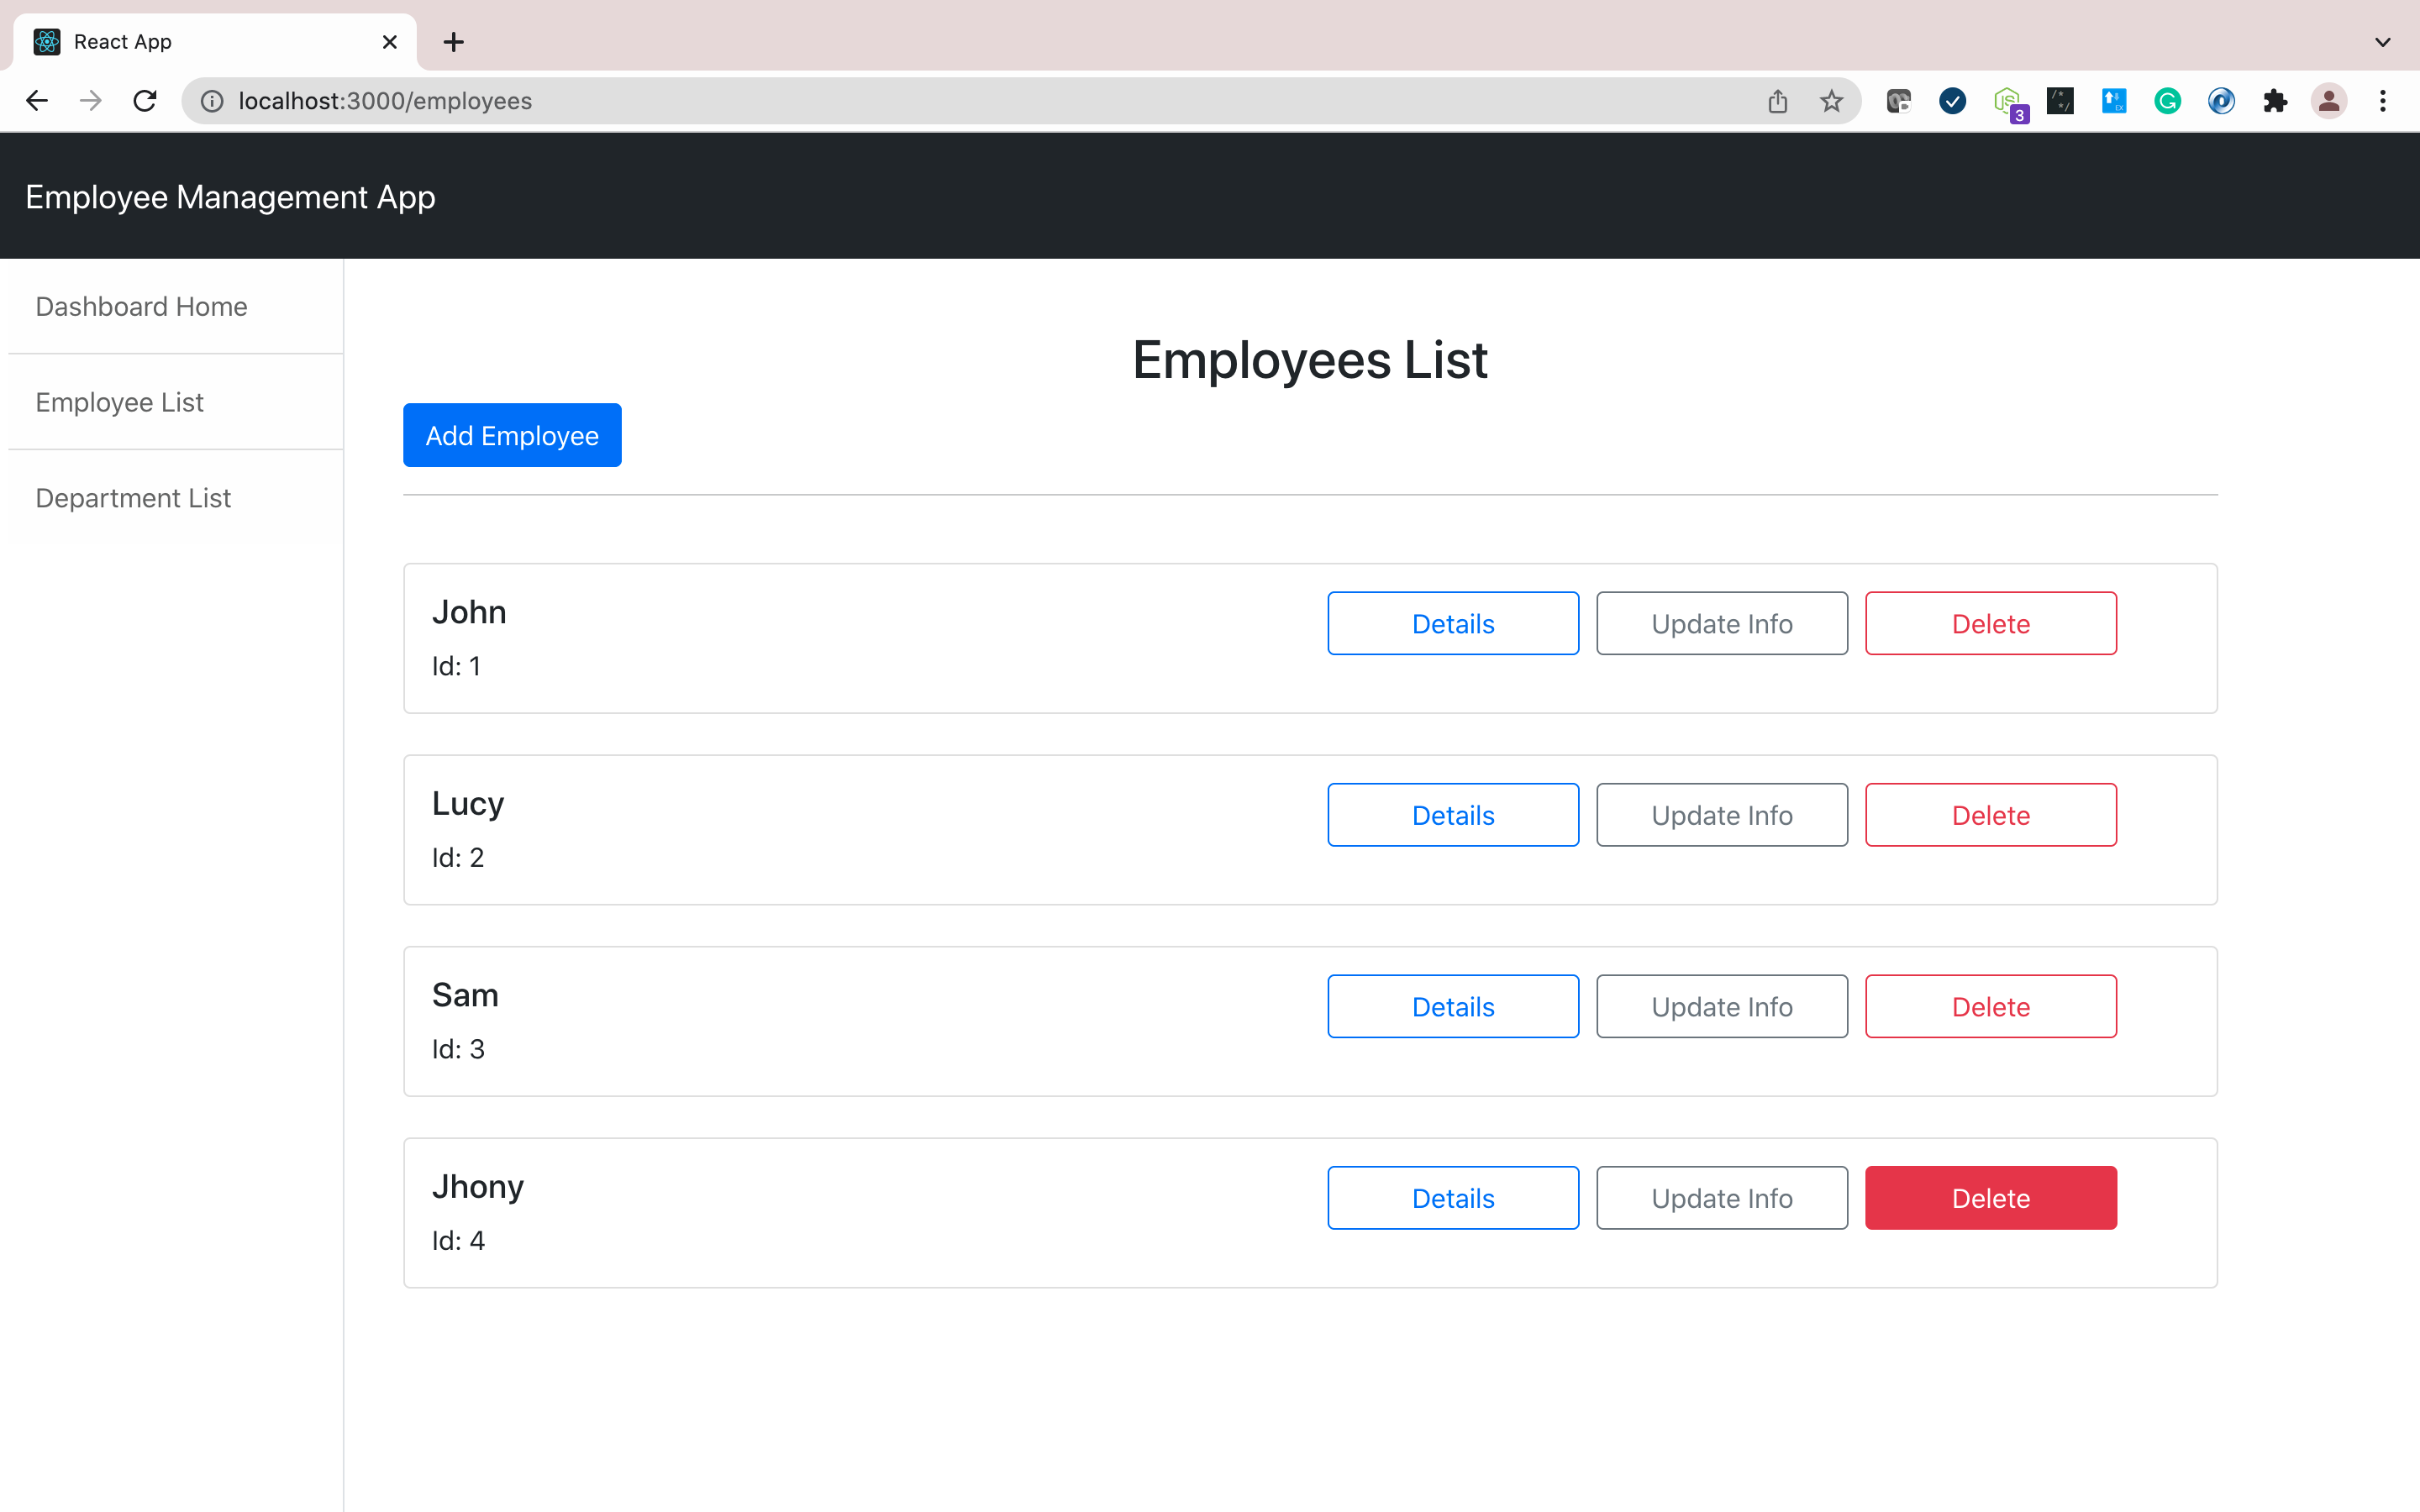 React App
localhost:3000/employees
3
Employee Management App
Dashboard Home
Employee List
Department List
Employees List
Add Employee
John
Id: 1
Details Update Info Delete
Lucy
Id: 2
Details Update Info Delete
Sam
Id: 3
Details Update Info Delete
Jhony
Id: 4
Details Update Info Delete